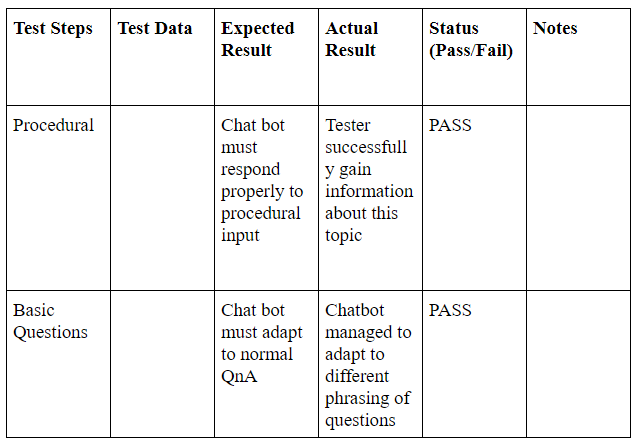 Test Steps
Test Data
Expected
Result
Actual
Result
Status
(Pass/Fail)
Notes
Procedural
Chat bot
must
respond
properly to
procedural
input
Tester
successfull
y gain
information
about this
topic
PASS
Basic
Questions
Chat bot
must adapt
to normal
QnA
Chatbot
managed to
adapt to
different
phrasing of
questions
PASS